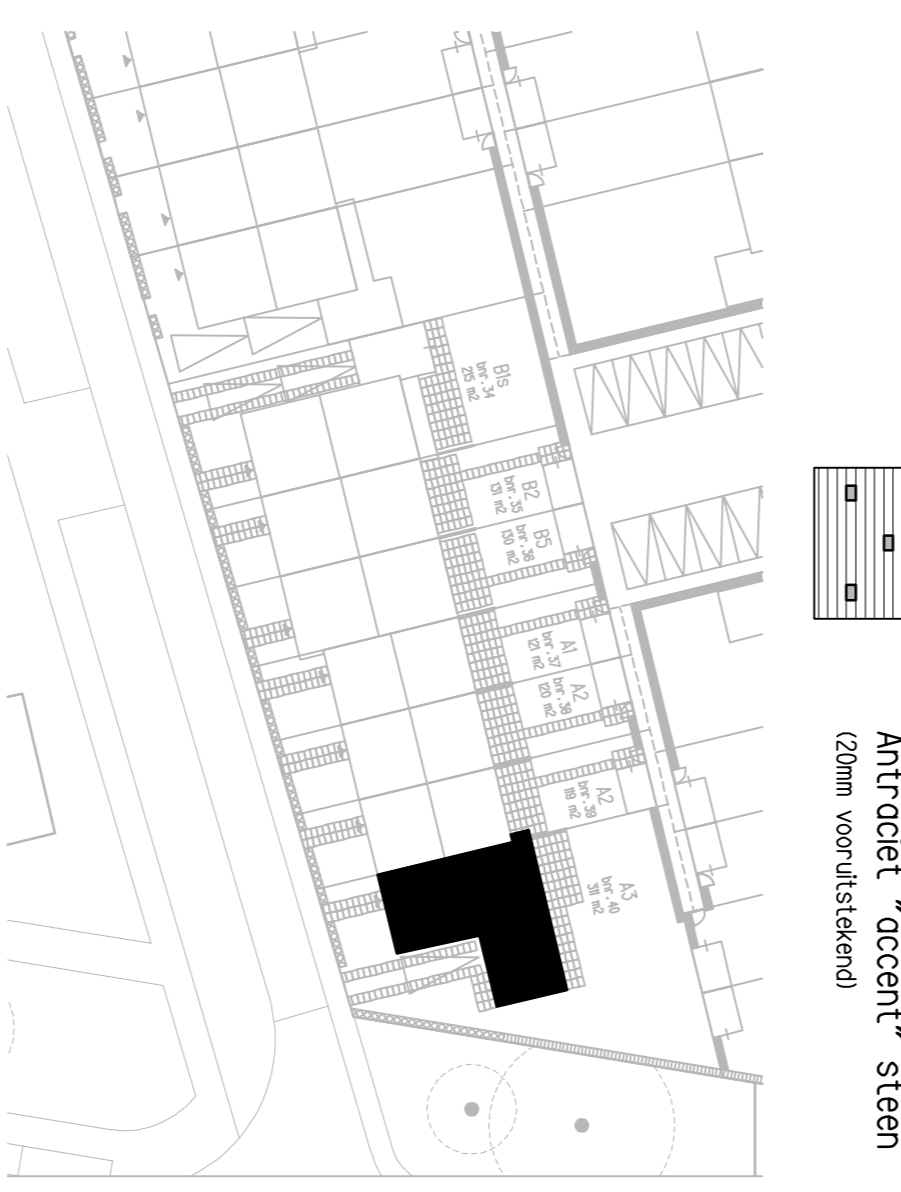 B1s
bnr. 34
215 m2
B2
bnr. 35
131 m2
B5
bnr. 36
130 m2
A1
bnr. 37
121 m2
A2
bnr. 38
120 m2
A2
bnr. 39
119 m2
A3
bnr. 40
311 m2
Antraciet "accent" steen
(20mm vooruitstekend)